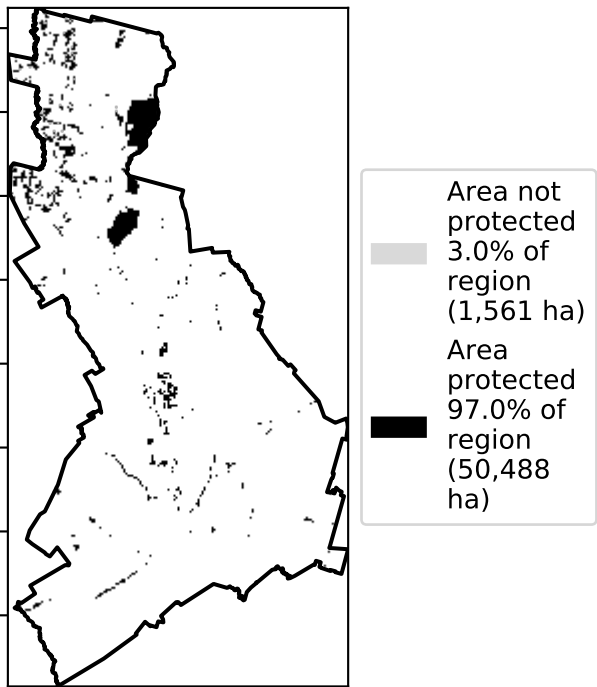 Area not
protected
3.0% of
region
(1,561 ha)
Area
protected
97.0% of
region
(50,488
ha)